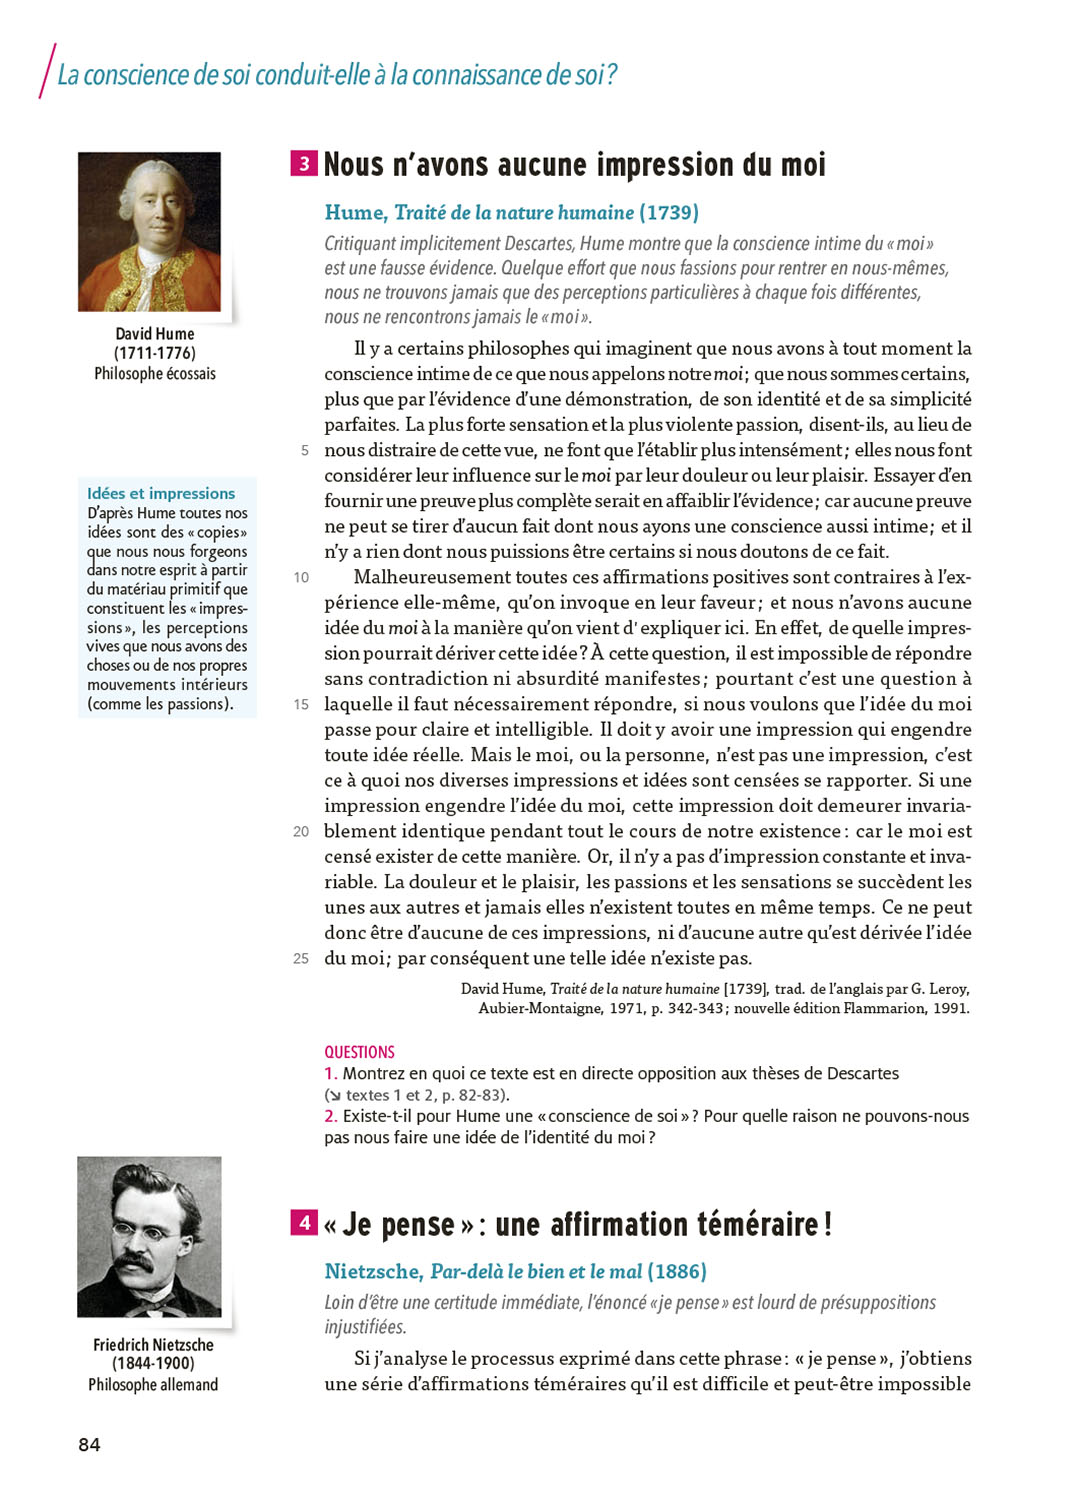 La conscience de soi conduit-elle à la connaissance de soi ?
David Hume
(1711-1776)
Philosophe écossais
Idées et impressions
D'après Hume toutes nos
idées sont des « copies »
que nous nous forgeons
dans notre esprit à partir
du matériau primitif que
constituent les « impres-
sions », les perceptions
vives que nous avons des
choses ou de nos propres
mouvements intérieurs
(comme les passions).
3 Nous n'avons aucune impression du moi
Hume, Traité de la nature humaine (1739)
Critiquant implicitement Descartes, Hume montre que la conscience intime du « moi »
est une fausse évidence. Quelque effort que nous fassions pour rentrer en nous-mêmes,
nous ne trouvons jamais que des perceptions particulières à chaque fois différentes,
nous ne rencontrons jamais le « moi ».
Il y a certains philosophes qui imaginent que nous avons à tout moment la
conscience intime de ce que nous appelons notre moi ; que nous sommes certains,
plus que par l'évidence d'une démonstration, de son identité et de sa simplicité
parfaites. La plus forte sensation et la plus violente passion, disent-ils, au lieu de
5 nous distraire de cette vue, ne font que l'établir plus intensément ; elles nous font
considérer leur influence sur le moi par leur douleur ou leur plaisir. Essayer d'en
fournir une preuve plus complète serait en affaiblir l'évidence ; car aucune preuve
ne peut se tirer d'aucun fait dont nous ayons une conscience aussi intime ; et il
n'y a rien dont nous puissions être certains si nous doutons de ce fait.
10 Malheureusement toutes ces affirmations positives sont contraires à l'ex-
périence elle-même, qu'on invoque en leur faveur ; et nous n'avons aucune
idée du moi à la manière qu'on vient d'expliquer ici. En effet, de quelle impres-
sion pourrait dériver cette idée ? À cette question, il est impossible de répondre
sans contradiction ni absurdité manifestes ; pourtant c'est une question à
15 laquelle il faut nécessairement répondre, si nous voulons que l'idée du moi
passe pour claire et intelligible. Il doit y avoir une impression qui engendre
toute idée réelle. Mais le moi, ou la personne, n'est pas une impression, c'est
ce à quoi nos diverses impressions et idées sont censées se rapporter. Si une
impression engendre l'idée du moi, cette impression doit demeurer invaria-
20 blement identique pendant tout le cours de notre existence : car le moi est
censé exister de cette manière. Or, il n'y a pas d'impression constante et inva-
riable. La douleur et le plaisir, les passions et les sensations se succèdent les
unes aux autres et jamais elles n'existent toutes en même temps. Ce ne peut
donc être d'aucune de ces impressions, ni d'aucune autre qu'est dérivée l'idée
25 du moi ; par conséquent une telle idée n'existe pas.
David Hume, Traité de la nature humaine [1739], trad. de l'anglais par G. Leroy,
Aubier-Montaigne, 1971, p. 342-343 ; nouvelle édition Flammarion, 1991.
QUESTIONS
1. Montrez en quoi ce texte est en directe opposition aux thèses de Descartes
(↘ textes 1 et 2, p. 82-83).
2. Existe-t-il pour Hume une « conscience de soi » ? Pour quelle raison ne pouvons-nous
pas nous faire une idée de l'identité du moi ?
Friedrich Nietzsche
(1844-1900)
Philosophe allemand
4 « Je pense » : une affirmation téméraire !
Nietzsche, Par-delà le bien et le mal (1886)
Loin d'être une certitude immédiate, l'énoncé « je pense » est lourd de présuppositions
injustifiées.
Si j'analyse le processus exprimé dans cette phrase : « je pense », j'obtiens
une série d'affirmations téméraires qu'il est difficile et peut-être impossible
84